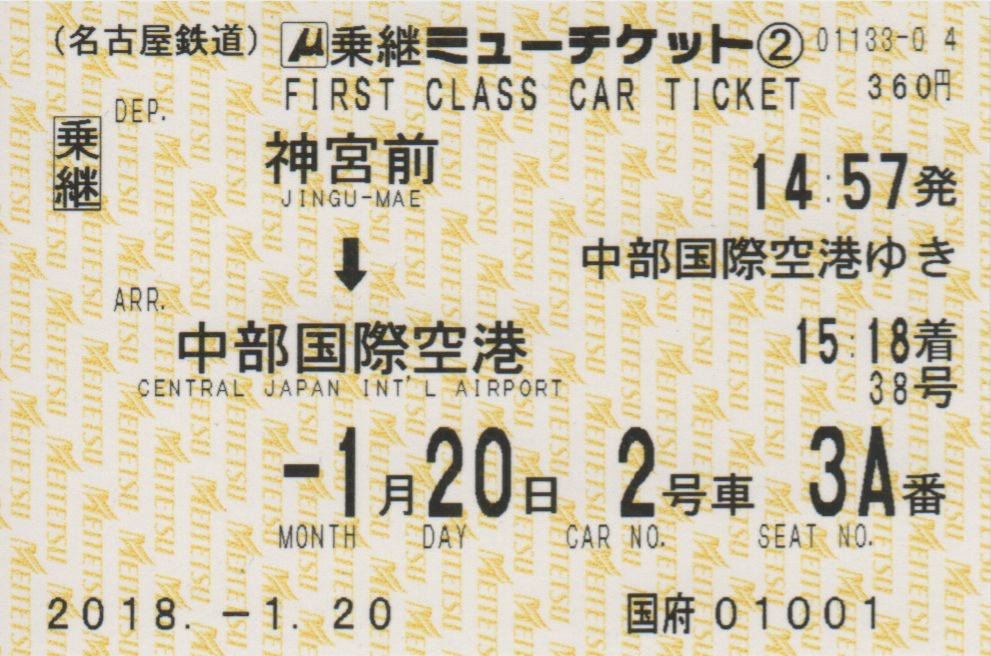 (名古屋鉄道) μ乗継ミューチケット② 01133-04
FIRST CLASS CAR TICKET 360円
DEP.
乗継
神宮前 14:57発
JINGU-MAE
中部国際空港ゆき
ARR.
中部国際空港 15:18着
CENTRAL JAPAN INT'L AIRPORT 38号
-1月20日 2号車 3A番
MONTH DAY CAR NO. SEAT NO.
2018.-1.20 国府01001
MEITSU